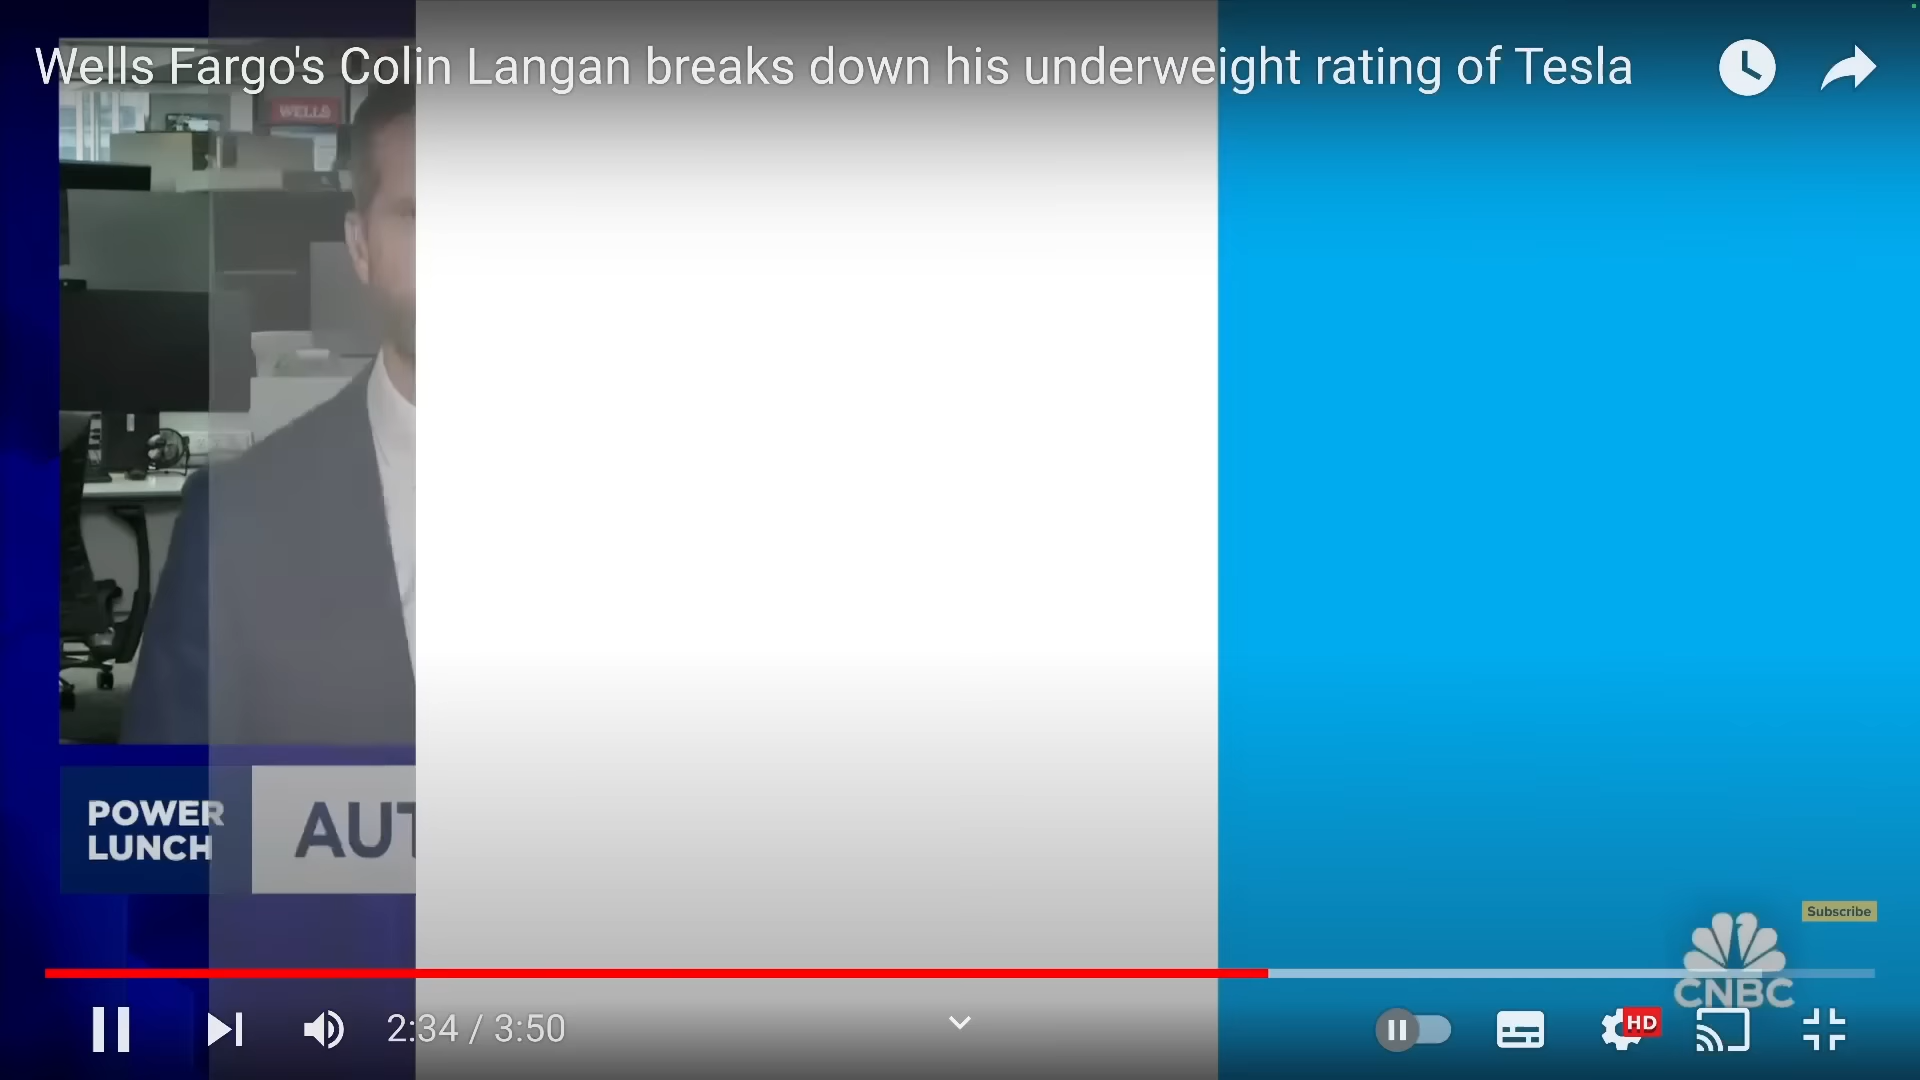 Wells Fargo's Colin Langan breaks down his underweight rating of Tesla
WELLS
POWER
LUNCH
AUT
Subscribe
CNBC
2:34 / 3:50
HD